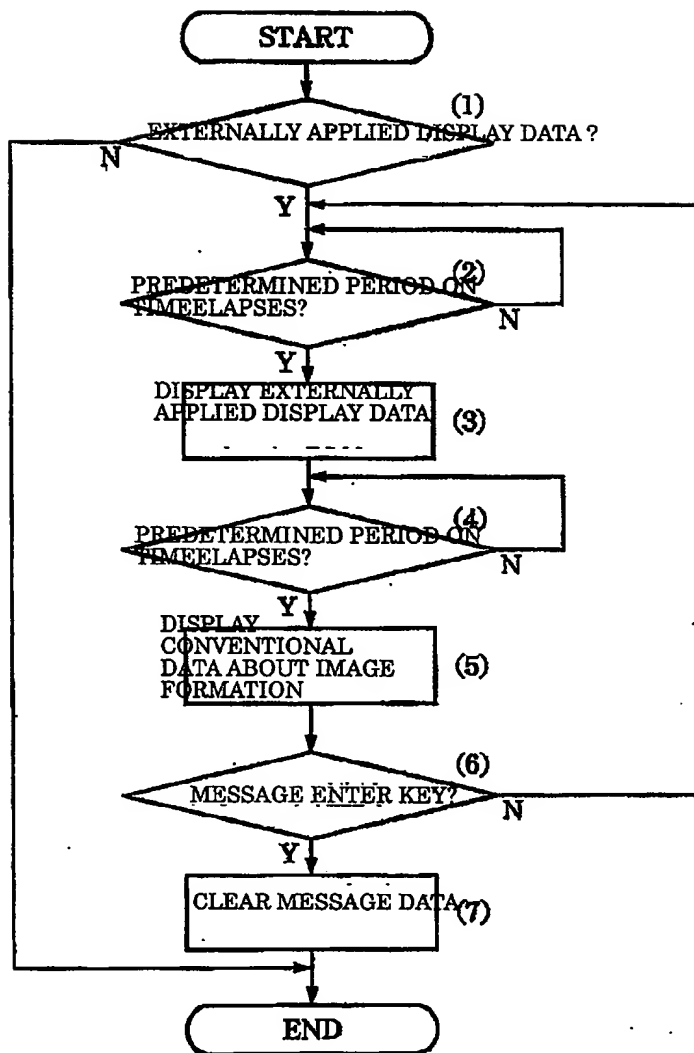 START
(1)
EXTERNALLY APPLIED DISPLAY DATA ?
N
Y
(2)
PREDETERMINED PERIOD ON
TIMEELAPSES?
N
Y
DISPLAY EXTERNALLY
APPLIED DISPLAY DATA
(3)
(4)
PREDETERMINED PERIOD ON
TIMEELAPSES?
N
Y
DISPLAY
CONVENTIONAL
DATA ABOUT IMAGE
FORMATION
(5)
(6)
MESSAGE ENTER KEY?
N
Y
CLEAR MESSAGE DATA
(7)
END